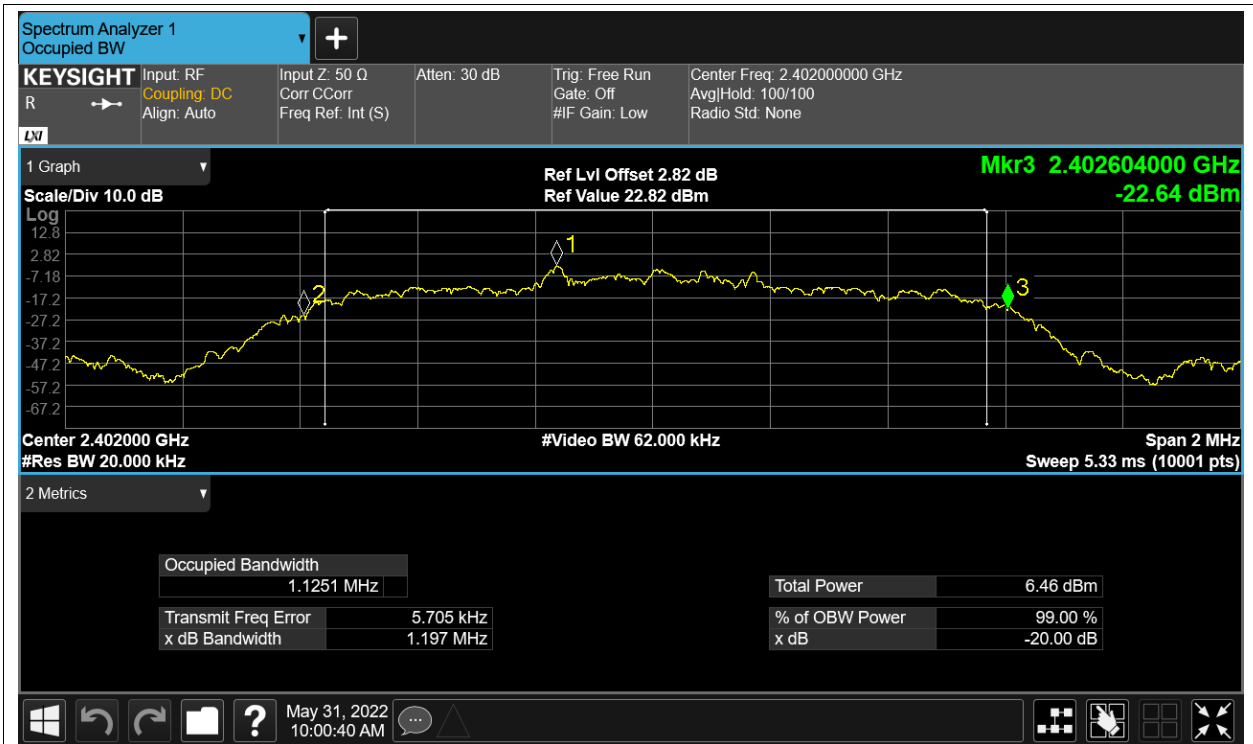 Spectrum Analyzer 1
Occupied BW
KEYSIGHT
R
LXI
Input: RF
Coupling: DC
Align: Auto
Input Z: 50 Ω
Corr CCorr
Freq Ref: Int (S)
Atten: 30 dB
Trig: Free Run
Gate: Off
#IF Gain: Low
Center Freq: 2.402000000 GHz
Avg|Hold: 100/100
Radio Std: None
1 Graph
Scale/Div 10.0 dB
Ref Lvl Offset 2.82 dB
Ref Value 22.82 dBm
Mkr3 2.402604000 GHz
-22.64 dBm
Log
12.8
2.82
-7.18
-17.2
-27.2
-37.2
-47.2
-57.2
-67.2
1
2
3
Center 2.402000 GHz
#Video BW 62.000 kHz
Span 2 MHz
#Res BW 20.000 kHz
Sweep 5.33 ms (10001 pts)
2 Metrics
Occupied Bandwidth
1.1251 MHz
Total Power 6.46 dBm
Transmit Freq Error 5.705 kHz
% of OBW Power 99.00 %
x dB Bandwidth 1.197 MHz
x dB -20.00 dB
?
May 31, 2022
10:00:40 AM